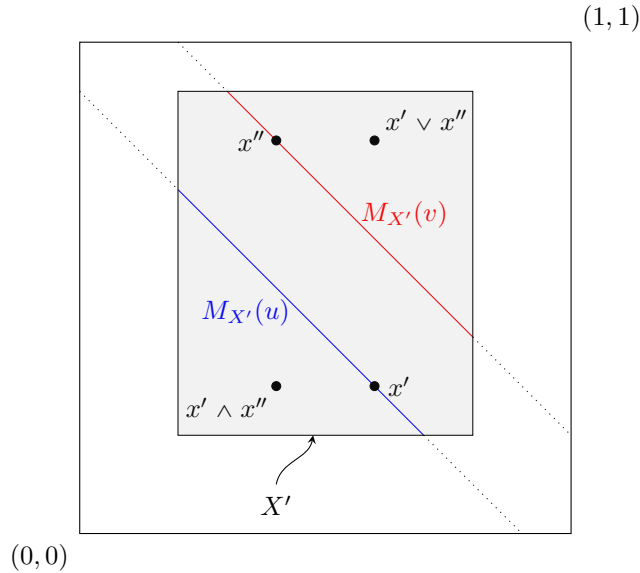 (1, 1)
x′′
x′ ∨ x′′
M_{X′}(v)
M_{X′}(u)
x′
x′ ∧ x′′
X′
(0, 0)